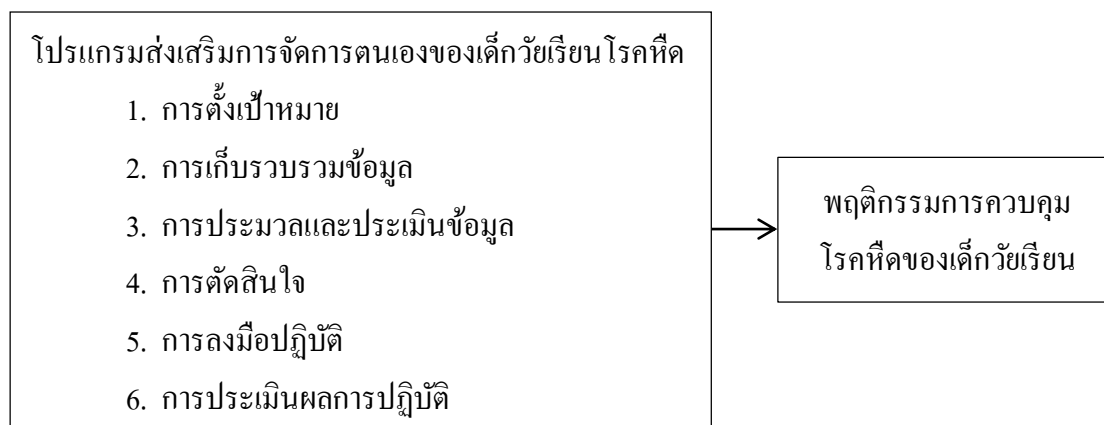 โปรแกรมส่งเสริมการจัดการตนเองของเด็กวัยเรียนโรคหืด
1. การตั้งเป้าหมาย
2. การเก็บรวบรวมข้อมูล
3. การประมวลและประเมินข้อมูล
4. การตัดสินใจ
5. การลงมือปฏิบัติ
6. การประเมินผลการปฏิบัติ
พฤติกรรมการควบคุม
โรคหืดของเด็กวัยเรียน